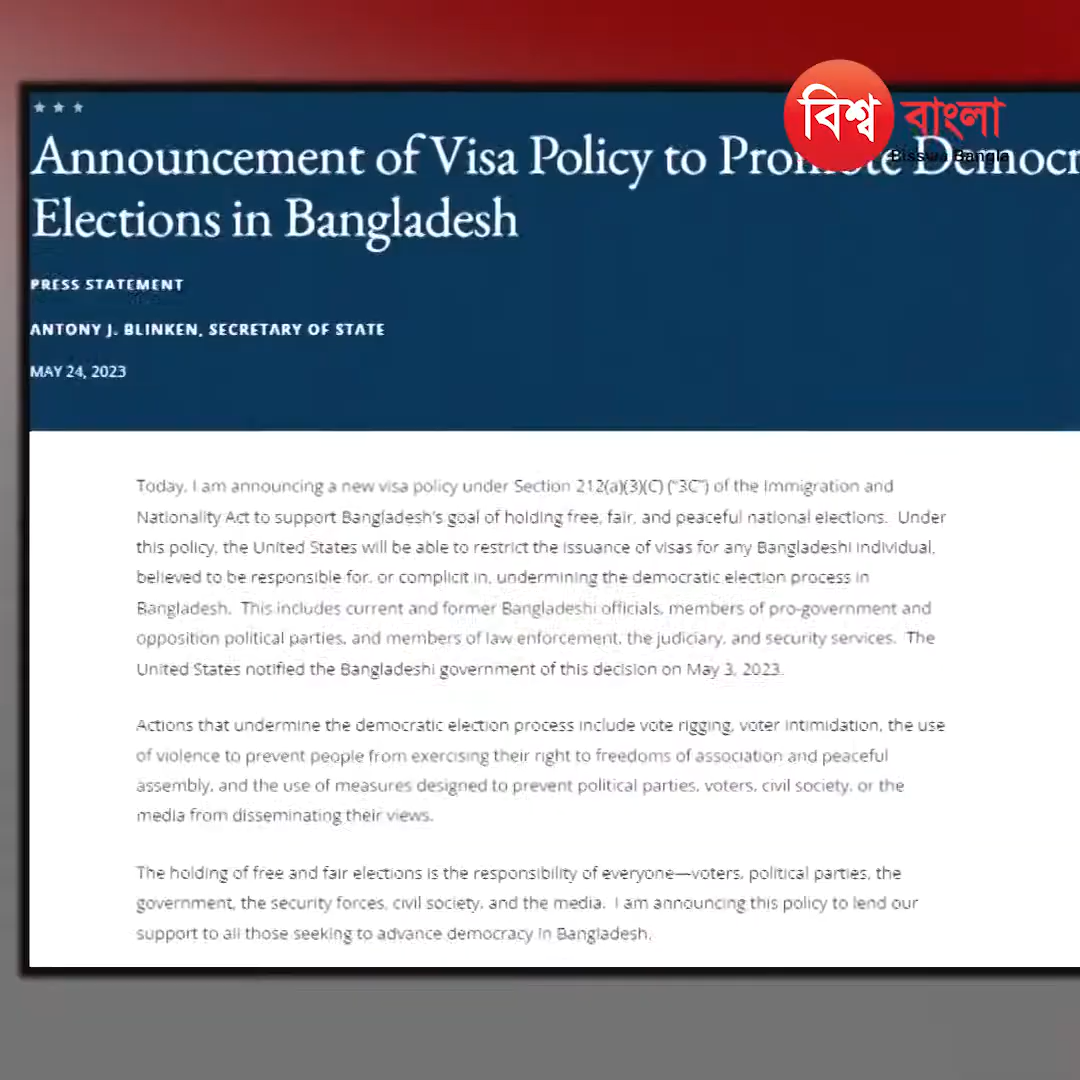 বিশ্ব বাংলা
Bisswa Bangla
Announcement of Visa Policy to Promote Democr
Elections in Bangladesh
PRESS STATEMENT
ANTONY J. BLINKEN, SECRETARY OF STATE
MAY 24, 2023
Today, I am announcing a new visa policy under Section 212(a)(3)(C) (“3C”) of the Immigration and
Nationality Act to support Bangladesh’s goal of holding free, fair, and peaceful national elections.  Under
this policy, the United States will be able to restrict the issuance of visas for any Bangladeshi individual,
believed to be responsible for, or complicit in, undermining the democratic election process in
Bangladesh.  This includes current and former Bangladeshi officials, members of pro-government and
opposition political parties, and members of law enforcement, the judiciary, and security services.  The
United States notified the Bangladeshi government of this decision on May 3, 2023.
Actions that undermine the democratic election process include vote rigging, voter intimidation, the use
of violence to prevent people from exercising their right to freedoms of association and peaceful
assembly, and the use of measures designed to prevent political parties, voters, civil society, or the
media from disseminating their views.
The holding of free and fair elections is the responsibility of everyone—voters, political parties, the
government, the security forces, civil society, and the media.  I am announcing this policy to lend our
support to all those seeking to advance democracy in Bangladesh.